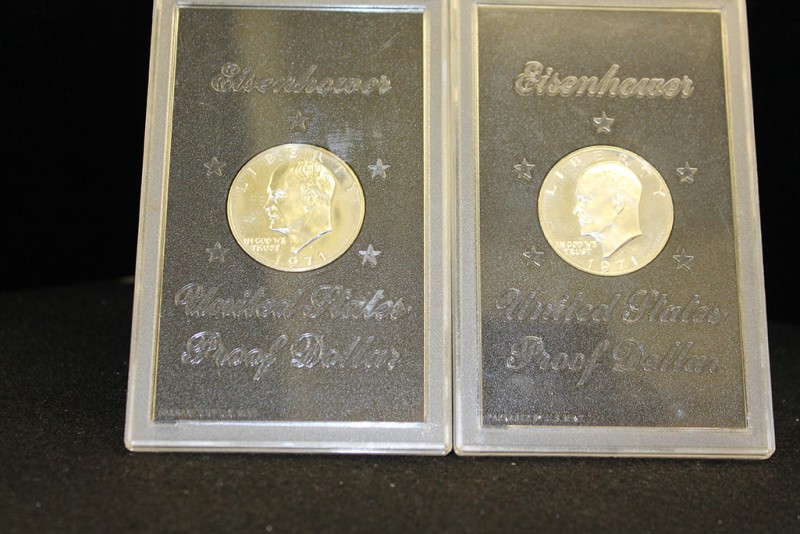 Eisenhower
LIBERTY
IN GOD WE
TRUST
1971
United States
Proof Dollar
Eisenhower
LIBERTY
IN GOD WE
TRUST
1971
United States
Proof Dollar